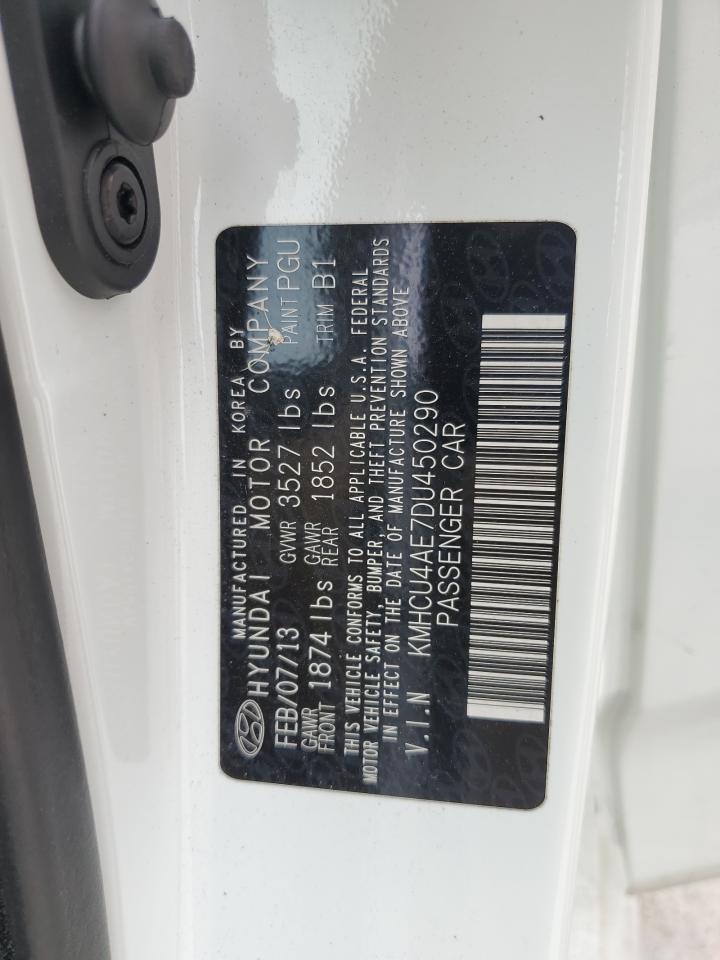 MANUFACTURED IN KOREA BY
HYUNDAI MOTOR COMPANY
FEB/07/13 GVWR 3527 lbs PAINT PGU
GAWR FRONT 1874 lbs GAWR REAR 1852 lbs TRIM B1
THIS VEHICLE CONFORMS TO ALL APPLICABLE U.S.A. FEDERAL
MOTOR VEHICLE SAFETY, BUMPER, AND THEFT PREVENTION STANDARDS
IN EFFECT ON THE DATE OF MANUFACTURE SHOWN ABOVE
V.I.N KMHCU4AE7DU450290
PASSENGER CAR